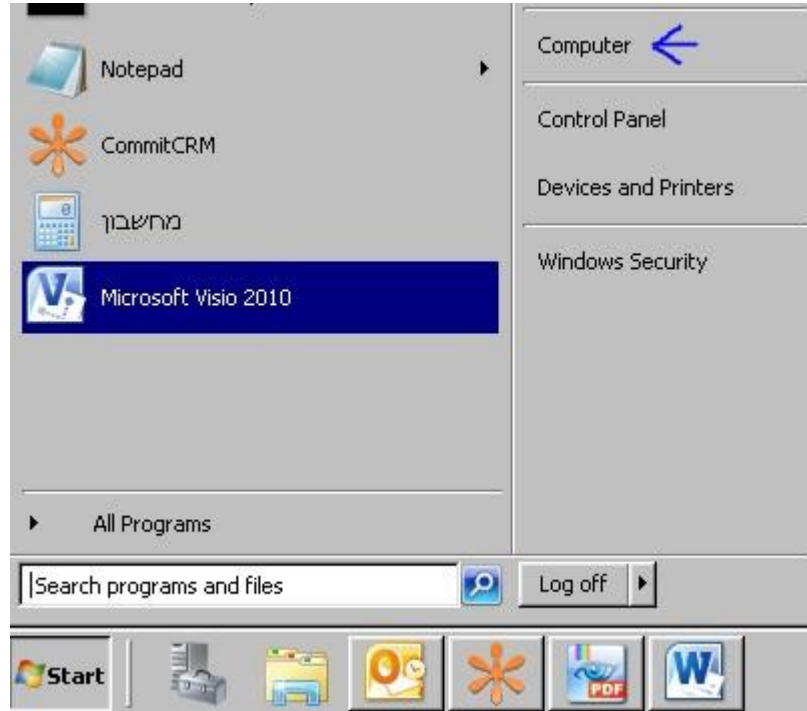 Notepad
CommitCRM
מחשבון
Microsoft Visio 2010
All Programs
Search programs and files
Computer
Control Panel
Devices and Printers
Windows Security
Log off
Start
PDF